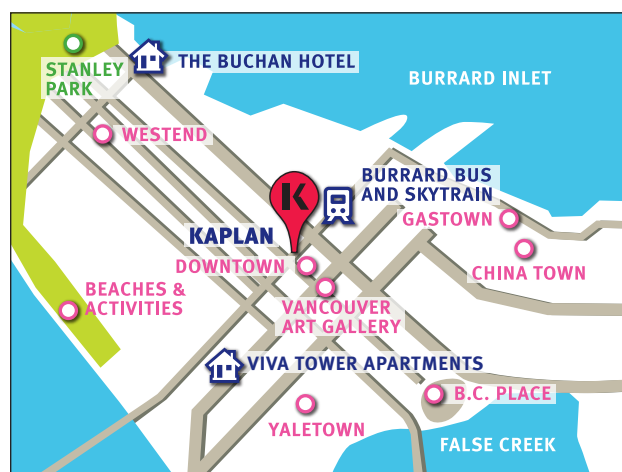 STANLEY
PARK
THE BUCHAN HOTEL
BURRARD INLET
WESTEND
K
BURRARD BUS
AND SKYTRAIN
GASTOWN
KAPLAN
DOWNTOWN
CHINA TOWN
BEACHES &
ACTIVITIES
VANCOUVER
ART GALLERY
VIVA TOWER APARTMENTS
B.C. PLACE
YALETOWN
FALSE CREEK